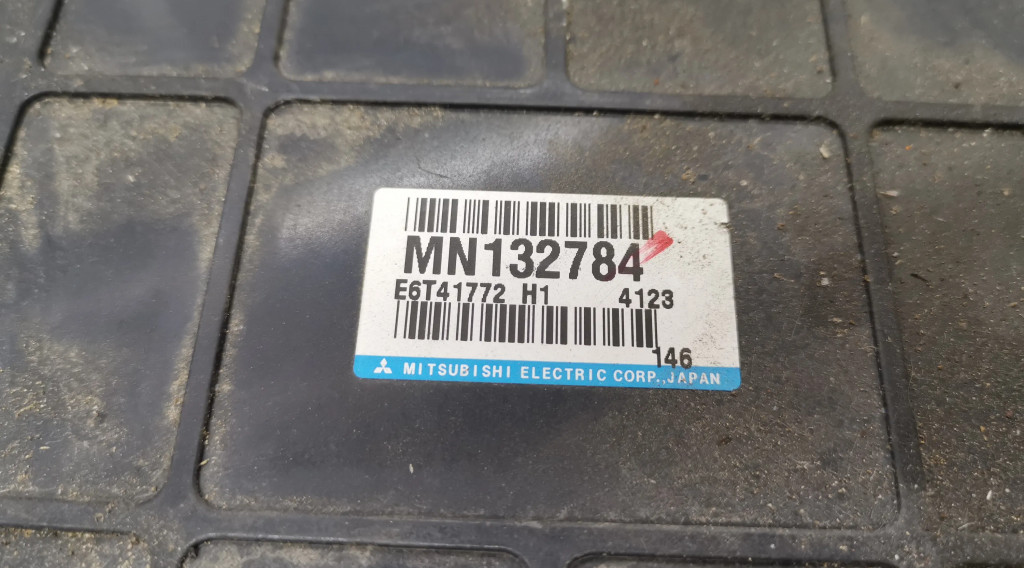 MN132784
E6T41772 H1 4123
146
MITSUBISHI ELECTRIC CORP., JAPAN